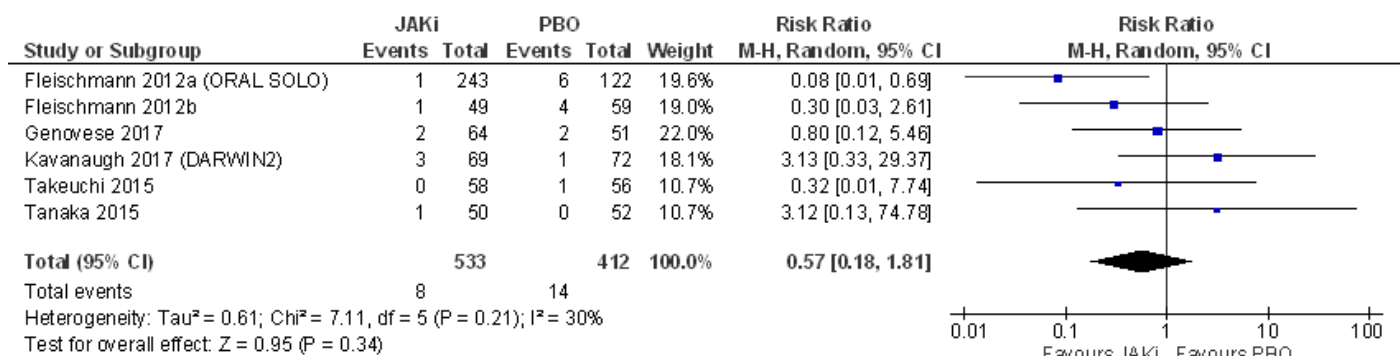 JAKi PBO Risk Ratio Risk Ratio
Study or Subgroup Events Total Events Total Weight M-H, Random, 95% CI M-H, Random, 95% CI
Fleischmann 2012a (ORAL SOLO) 1 243 6 122 19.6% 0.08 [0.01, 0.69]
Fleischmann 2012b 1 49 4 59 19.0% 0.30 [0.03, 2.61]
Genovese 2017 2 64 2 51 22.0% 0.80 [0.12, 5.46]
Kavanaugh 2017 (DARWIN2) 3 69 1 72 18.1% 3.13 [0.33, 29.37]
Takeuchi 2015 0 58 1 56 10.7% 0.32 [0.01, 7.74]
Tanaka 2015 1 50 0 52 10.7% 3.12 [0.13, 74.78]
Total (95% CI) 533 412 100.0% 0.57 [0.18, 1.81]
Total events 8 14
Heterogeneity: Tau² = 0.61; Chi² = 7.11, df = 5 (P = 0.21); I² = 30%
Test for overall effect: Z = 0.95 (P = 0.34)
0.01 0.1 1 10 100
Favours JAKi Favours PBO